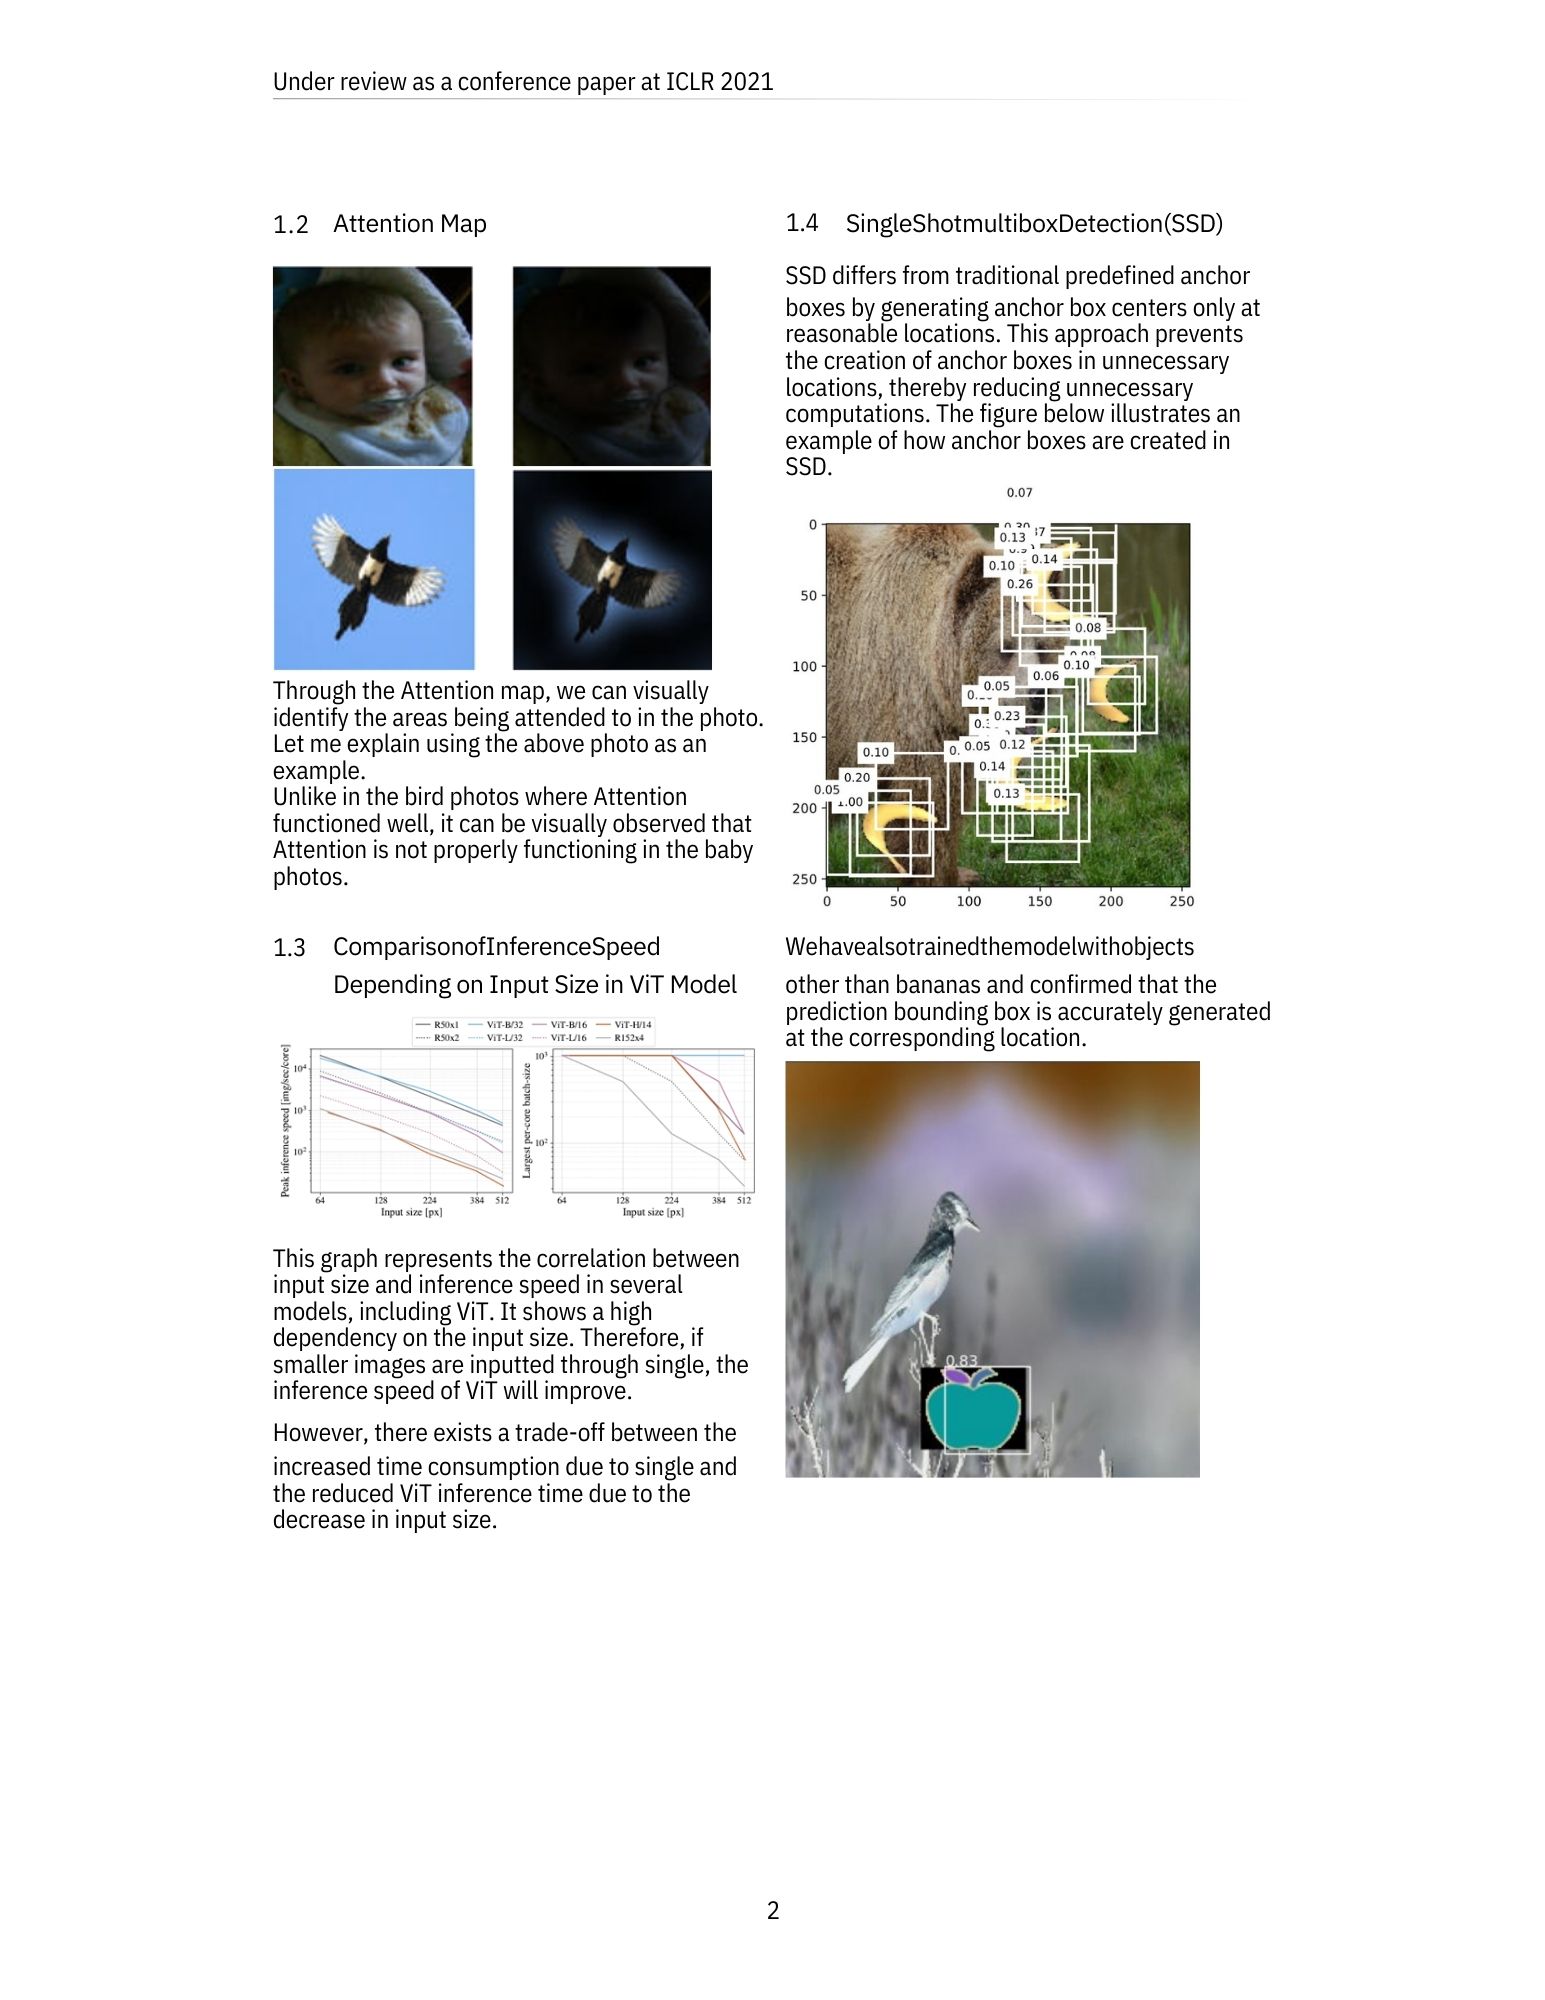 Under review as a conference paper at ICLR 2021
1.2 Attention Map
Through the Attention map, we can visually
identify the areas being attended to in the photo.
Let me explain using the above photo as an
example.
Unlike in the bird photos where Attention
functioned well, it can be visually observed that
Attention is not properly functioning in the baby
photos.
1.3 ComparisonofInferenceSpeed
Depending on Input Size in ViT Model
R50x1 ViT-B/32 ViT-B/16 ViT-H/14
R50x2 ViT-L/32 ViT-L/16 R152x4
Peak inference speed [img/sec/core]
10⁴
10³
10²
64 128 224 384 512
Input size [px]
Largest per-core batch-size
10³
10²
64 128 224 384 512
Input size [px]
This graph represents the correlation between
input size and inference speed in several
models, including ViT. It shows a high
dependency on the input size. Therefore, if
smaller images are inputted through single, the
inference speed of ViT will improve.
However, there exists a trade-off between the
increased time consumption due to single and
the reduced ViT inference time due to the
decrease in input size.
1.4 SingleShotmultiboxDetection(SSD)
SSD differs from traditional predefined anchor
boxes by generating anchor box centers only at
reasonable locations. This approach prevents
the creation of anchor boxes in unnecessary
locations, thereby reducing unnecessary
computations. The figure below illustrates an
example of how anchor boxes are created in
SSD.
0.07
0
0.13
0.14
0.10
0.26
50
0.08
100
0.10
0.06
0.05
0.23
150
0.05 0.12
0.10
0.14
0.20
0.05
0.13
200
250
0 50 100 150 200 250
Wehavealsotrainedthemodelwithobjects
other than bananas and confirmed that the
prediction bounding box is accurately generated
at the corresponding location.
0.83
2